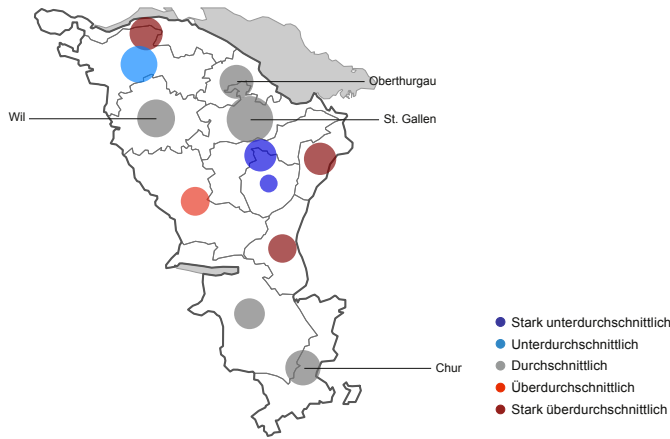 Oberthurgau
Wil
St. Gallen
Stark unterdurchschnittlich
Unterdurchschnittlich
Durchschnittlich
Chur
Überdurchschnittlich
Stark überdurchschnittlich